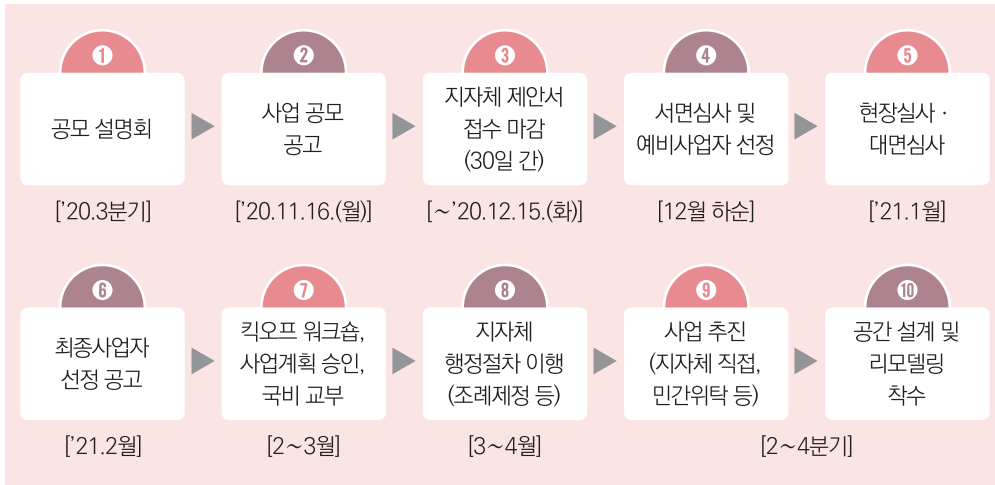 1
공모 설명회
['20.3분기]
2
사업 공모
공고
['20.11.16.(월)]
3
지자체 제안서
접수 마감
(30일 간)
[~'20.12.15.(화)]
4
서면심사 및
예비사업자 선정
[12월 하순]
5
현장실사 ·
대면심사
['21.1월]
6
최종사업자
선정 공고
['21.2월]
7
킥오프 워크숍,
사업계획 승인,
국비 교부
[2~3월]
8
지자체
행정절차 이행
(조례제정 등)
[3~4월]
9
사업 추진
(지자체 직접,
민간위탁 등)
10
공간 설계 및
리모델링
착수
[2~4분기]